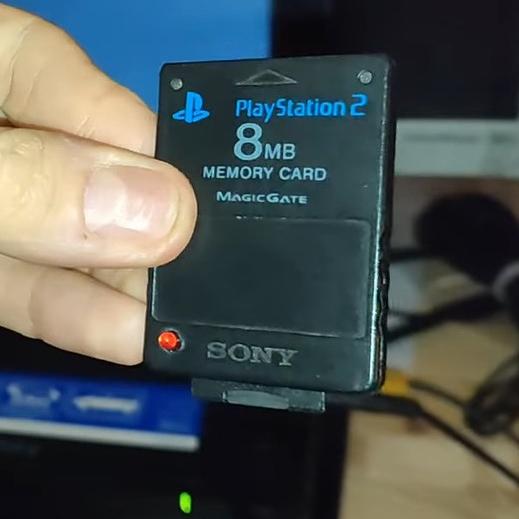 PlayStation 2
8MB
MEMORY CARD
MAGICGATE
SONY